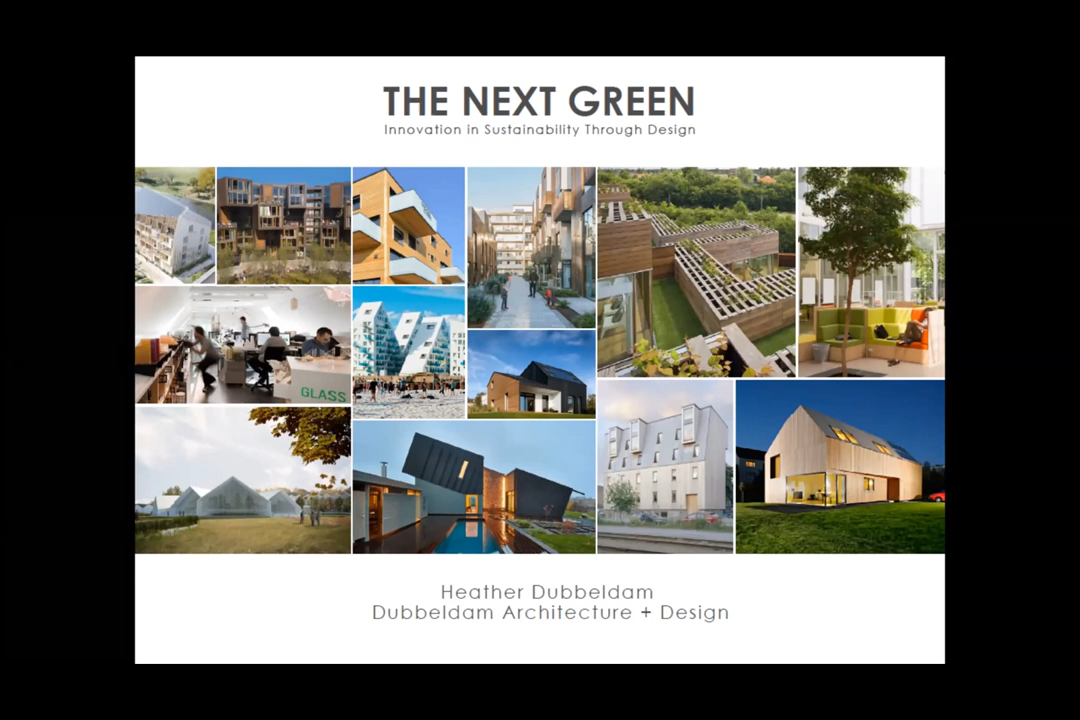 THE NEXT GREEN
Innovation in Sustainability Through Design
GLASS
Heather Dubbeldam
Dubbeldam Architecture + Design